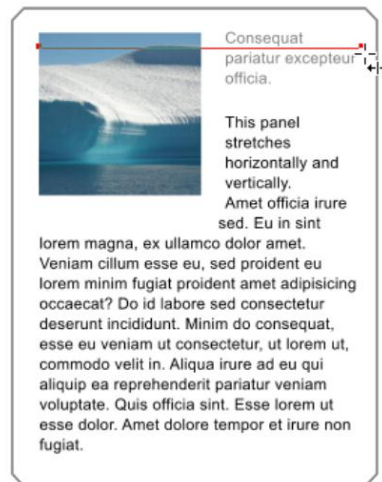 Consequat
pariatur excepteur
officia.
This panel
stretches
horizontally and
vertically.
Amet officia irure
sed. Eu in sint
lorem magna, ex ullamco dolor amet.
Veniam cillum esse eu, sed proident eu
lorem minim fugiat proident amet adipisicing
occaecat? Do id labore sed consectetur
deserunt incididunt. Minim do consequat,
esse eu veniam ut consectetur, ut lorem ut,
commodo velit in. Aliqua irure ad eu qui
aliquip ea reprehenderit pariatur veniam
voluptate. Quis officia sint. Esse lorem ut
esse dolor. Amet dolore tempor et irure non
fugiat.